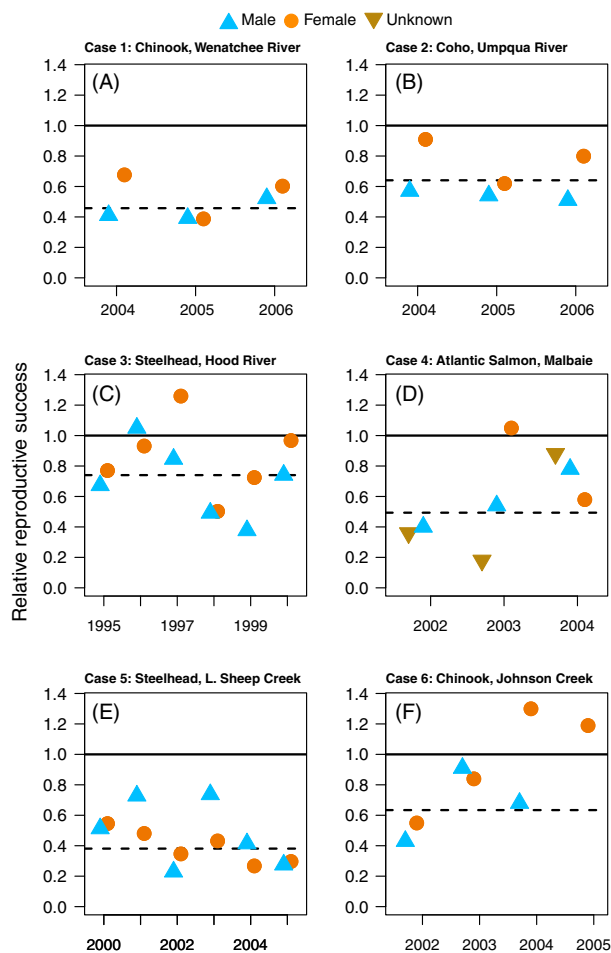 Male Female Unknown
Case 1: Chinook, Wenatchee River
(A)
1.4
1.2
1.0
0.8
0.6
0.4
0.2
0.0
2004 2005 2006
Case 2: Coho, Umpqua River
(B)
1.4
1.2
1.0
0.8
0.6
0.4
0.2
0.0
2004 2005 2006
Relative reproductive success
Case 3: Steelhead, Hood River
(C)
1.4
1.2
1.0
0.8
0.6
0.4
0.2
0.0
1995 1997 1999
Case 4: Atlantic Salmon, Malbaie
(D)
1.4
1.2
1.0
0.8
0.6
0.4
0.2
0.0
2002 2003 2004
Case 5: Steelhead, L. Sheep Creek
(E)
1.4
1.2
1.0
0.8
0.6
0.4
0.2
0.0
2000 2002 2004
Case 6: Chinook, Johnson Creek
(F)
1.4
1.2
1.0
0.8
0.6
0.4
0.2
0.0
2002 2003 2004 2005